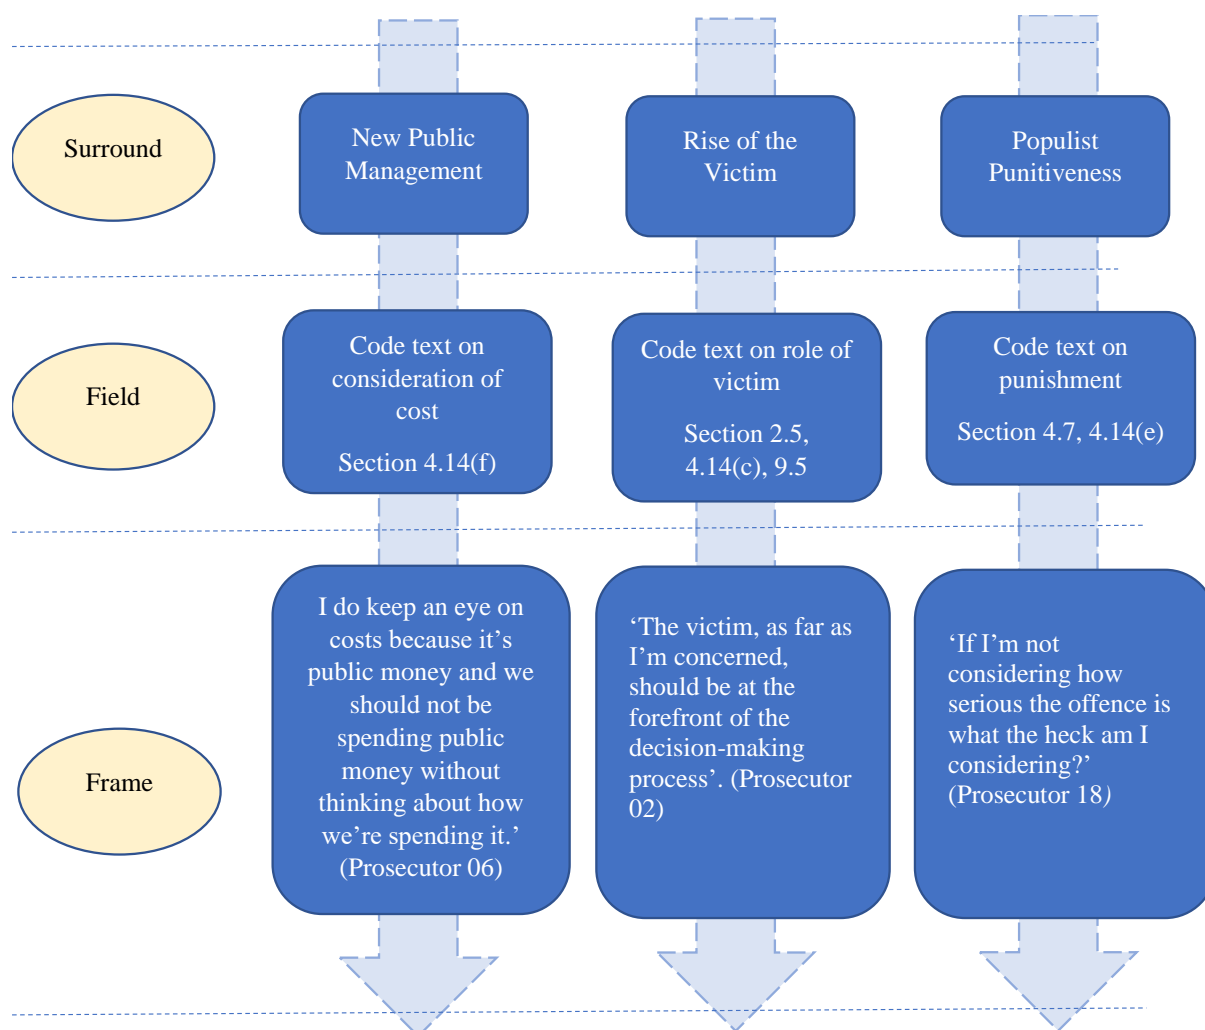 Surround
New Public
Management
Rise of the
Victim
Populist
Punitiveness
Field
Code text on
consideration of
cost
Section 4.14(f)
Code text on role of
victim
Section 2.5,
4.14(c), 9.5
Code text on
punishment
Section 4.7, 4.14(e)
Frame
I do keep an eye on
costs because it’s
public money and we
should not be
spending public
money without
thinking about how
we’re spending it.’
(Prosecutor 06)
‘The victim, as far as
I’m concerned,
should be at the
forefront of the
decision-making
process’. (Prosecutor
02)
‘If I’m not
considering how
serious the offence is
what the heck am I
considering?’
(Prosecutor 18)